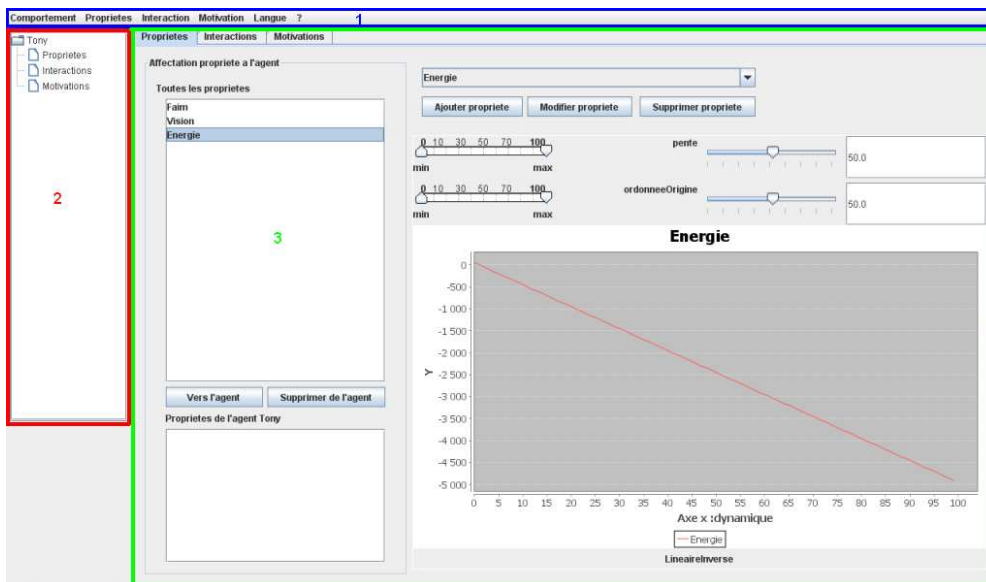 Comportement Proprietes Interaction Motivation Langue ? 1
Tony
Proprietes
Interactions
Motivations
2
Proprietes Interactions Motivations
Affectation propriete a l'agent
Toutes les proprietes
Faim
Vision
Energie
3
Vers l'agent Supprimer de l'agent
Proprietes de l'agent Tony
Energie
Ajouter propriete Modifier propriete Supprimer propriete
0 10 30 50 70 100
min max
pente
50.0
0 10 30 50 70 100
min max
ordonneeOrigine
50.0
Energie
0
-500
-1 000
-1 500
-2 000
-2 500
-3 000
-3 500
-4 000
-4 500
-5 000
Y
0 5 10 15 20 25 30 35 40 45 50 55 60 65 70 75 80 85 90 95 100
Axe x :dynamique
Energie
LineaireInverse